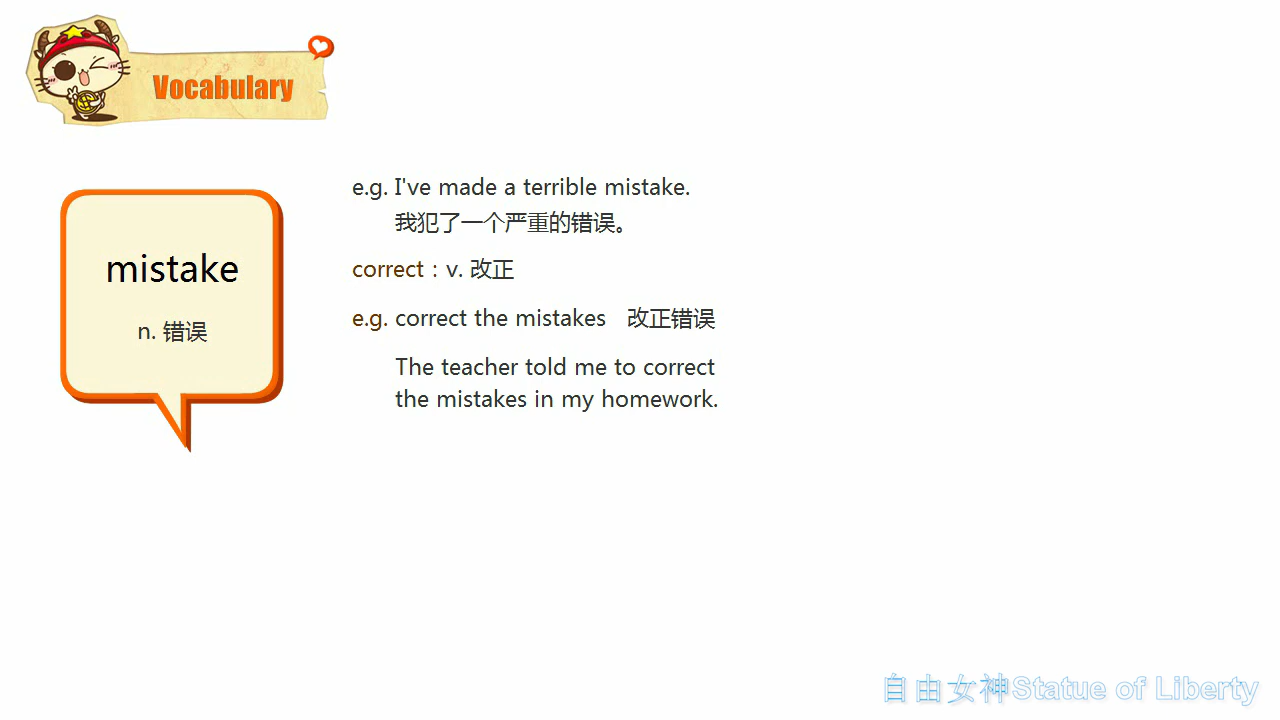 Vocabulary
mistake
n. 错误
e.g. I've made a terrible mistake.
我犯了一个严重的错误。
correct：v. 改正
e.g. correct the mistakes 改正错误
The teacher told me to correct
the mistakes in my homework.
自由女神Statue of Liberty